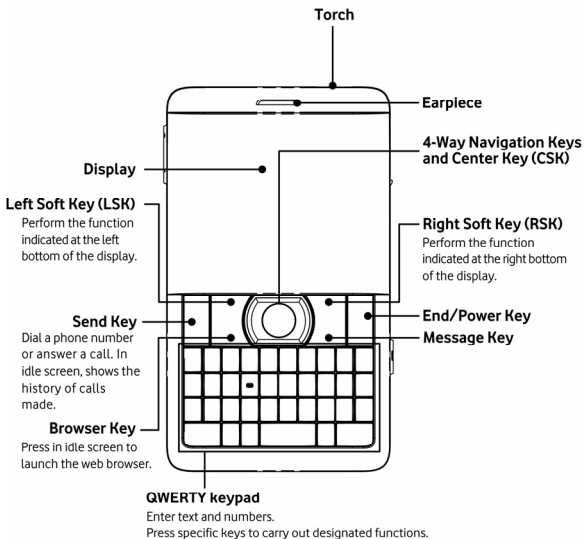 Torch
Earpiece
4-Way Navigation Keys
and Center Key (CSK)
Display
Left Soft Key (LSK)
Perform the function
indicated at the left
bottom of the display.
Right Soft Key (RSK)
Perform the function
indicated at the right bottom
of the display.
Send Key
Dial a phone number
or answer a call. In
idle screen, shows the
history of calls
made.
End/Power Key
Message Key
Browser Key
Press in idle screen to
launch the web browser.
QWERTY keypad
Enter text and numbers.
Press specific keys to carry out designated functions.